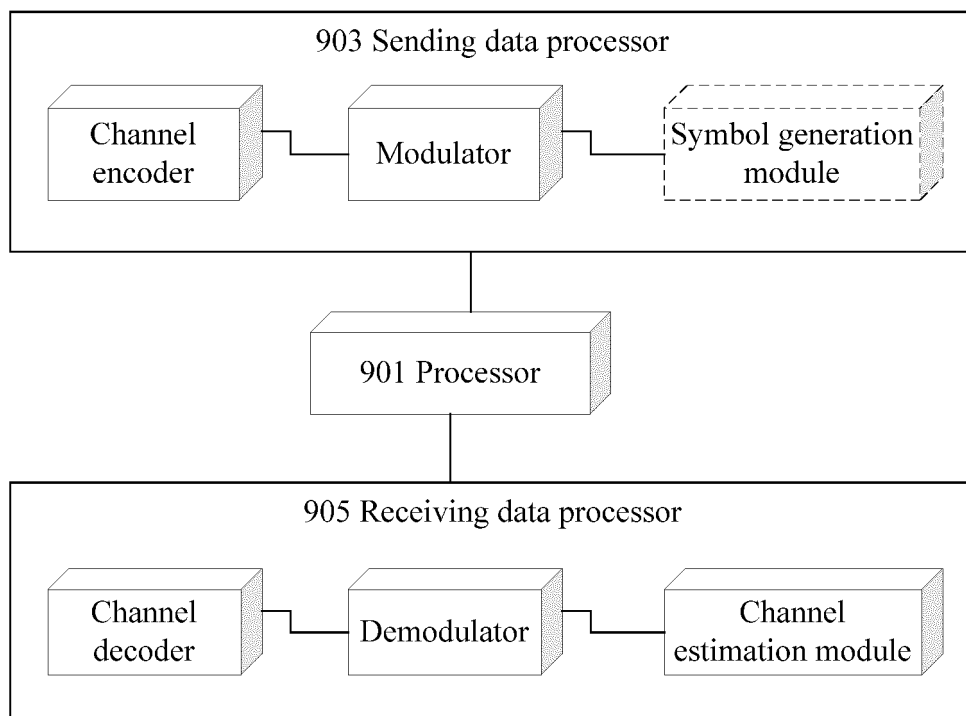 903 Sending data processor
Channel
encoder
Modulator
Symbol generation
module
901 Processor
905 Receiving data processor
Channel
decoder
Demodulator
Channel
estimation module